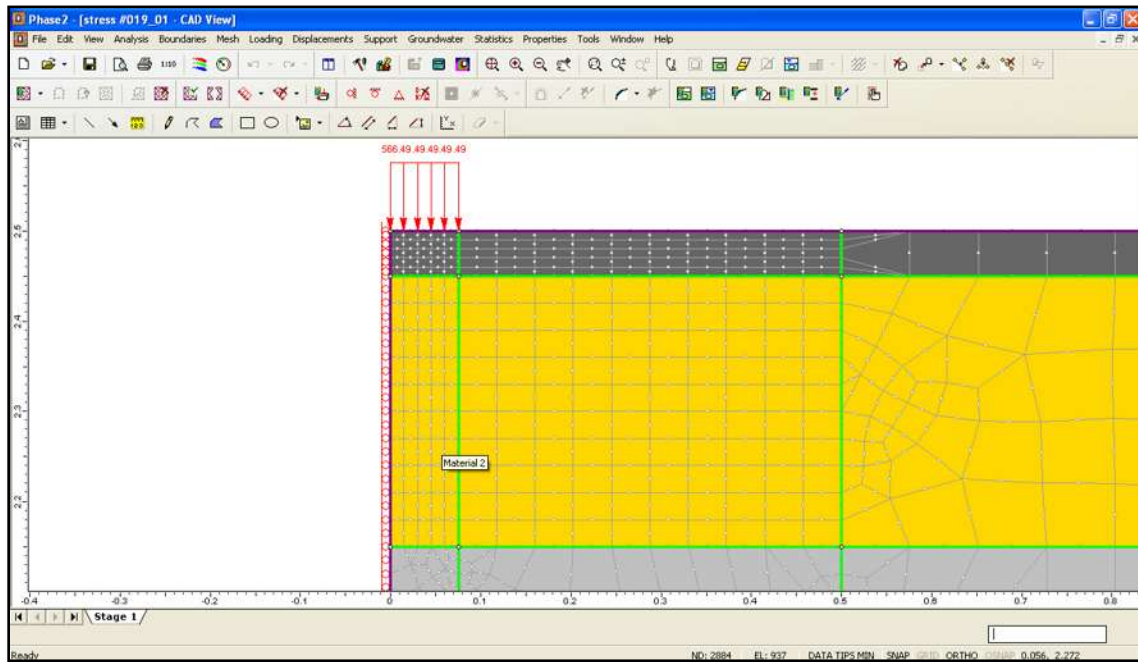 Phase2 - [stress #019_01 - CAD View]
File Edit View Analysis Boundaries Mesh Loading Displacements Support Groundwater Statistics Properties Tools Window Help
1:10
566.49.49.49.49.49
2.5
2.4
2.3
2.2
Material 2
-0.4 -0.3 -0.2 -0.1 0 0.1 0.2 0.3 0.4 0.5 0.6 0.7 0.8
Stage 1
Ready ND: 2884 EL: 937 DATA TIPS MIN SNAP GRID ORTHO OSNAP 0.056, 2.272